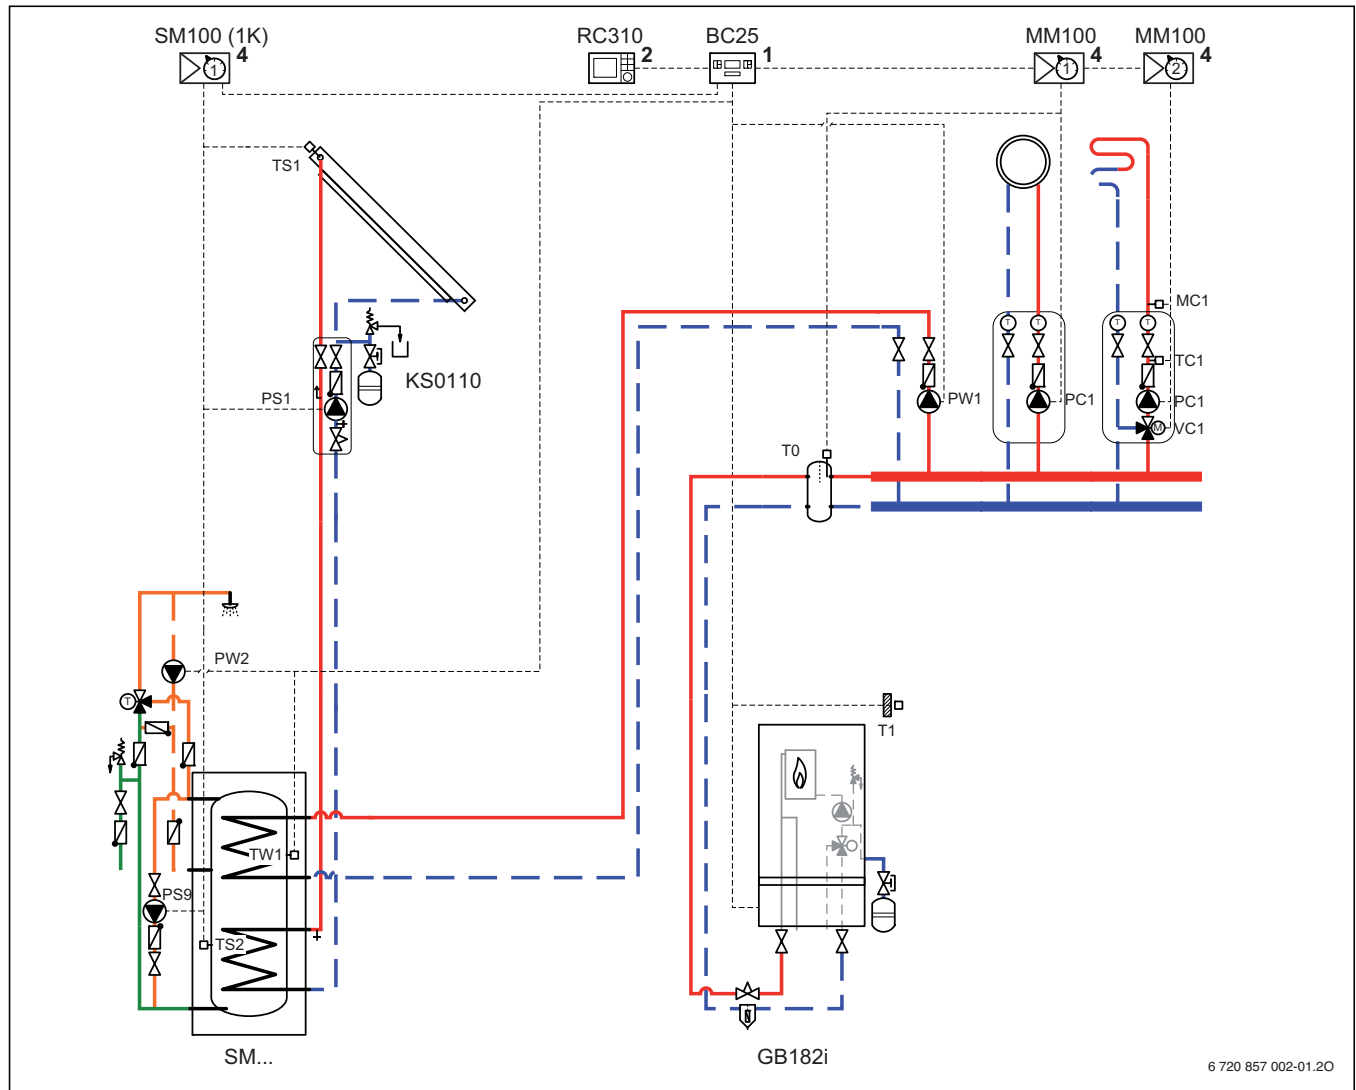 SM100 (1K)
4
1
RC310
2
BC25
1
MM100
4
1
MM100
4
2
TS1
MC1
T
T
T
T
TC1
KS0110
PS1
PW1
PC1
PC1
M
VC1
T0
PW2
T
T1
TW1
PS9
TS2
SM...
GB182i
6 720 857 002-01.2O